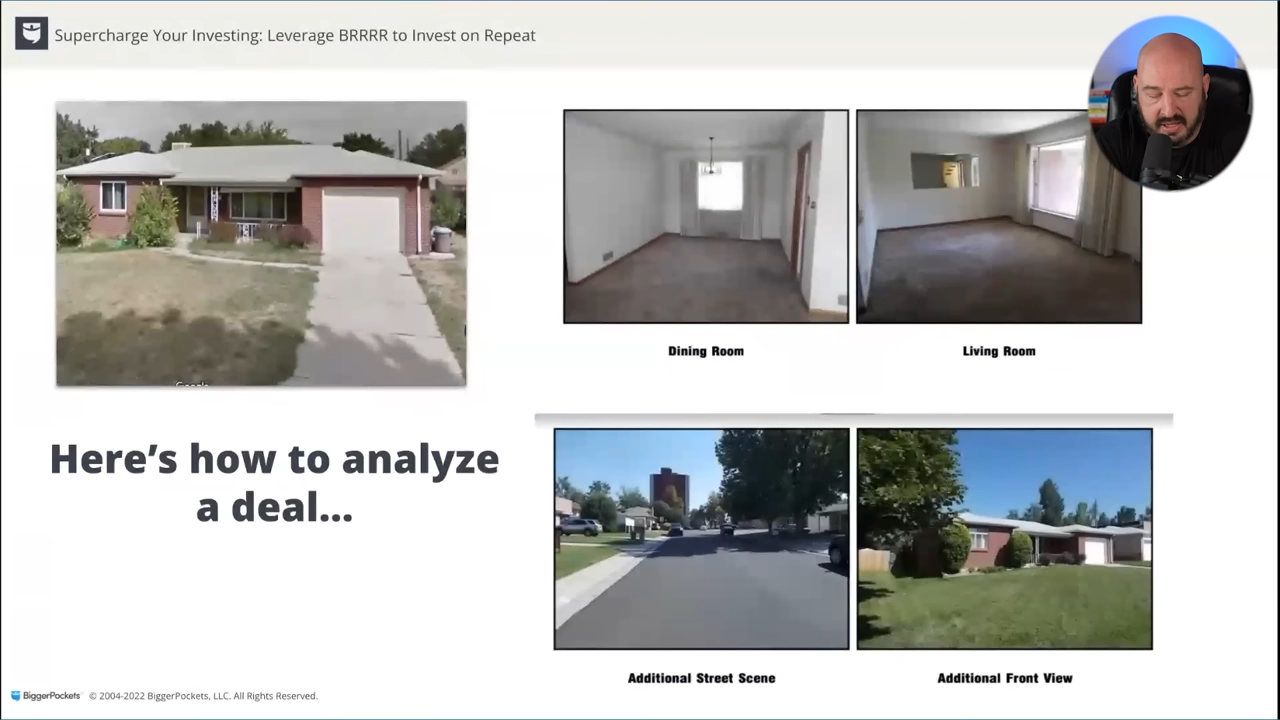 Supercharge Your Investing: Leverage BRRRR to Invest on Repeat
Google
Dining Room
Living Room
Here’s how to analyze
a deal...
Additional Street Scene
Additional Front View
BiggerPockets © 2004-2022 BiggerPockets, LLC. All Rights Reserved.